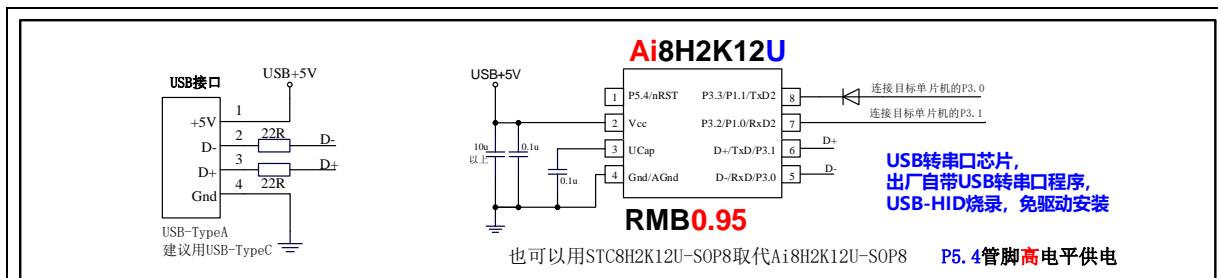 Ai8H2K12U
USB接口
USB+5V
1
+5V
2
22R
D-
D-
3
D+
D+
22R
4
Gnd
USB-TypeA
建议用USB-TypeC
USB+5V
1
P5.4/nRST
P3.3/P1.1/TxD2
8
连接目标单片机的P3.0
2
Vcc
P3.2/P1.0/RxD2
7
连接目标单片机的P3.1
10u
以上
0.1u
3
UCap
D+/TxD/P3.1
6
D+
0.1u
4
Gnd/AGnd
D-/RxD/P3.0
5
D-
USB转串口芯片,
出厂自带USB转串口程序,
USB-HID烧录, 免驱动安装
RMB0.95
也可以用STC8H2K12U-SOP8取代Ai8H2K12U-SOP8
P5.4管脚高电平供电